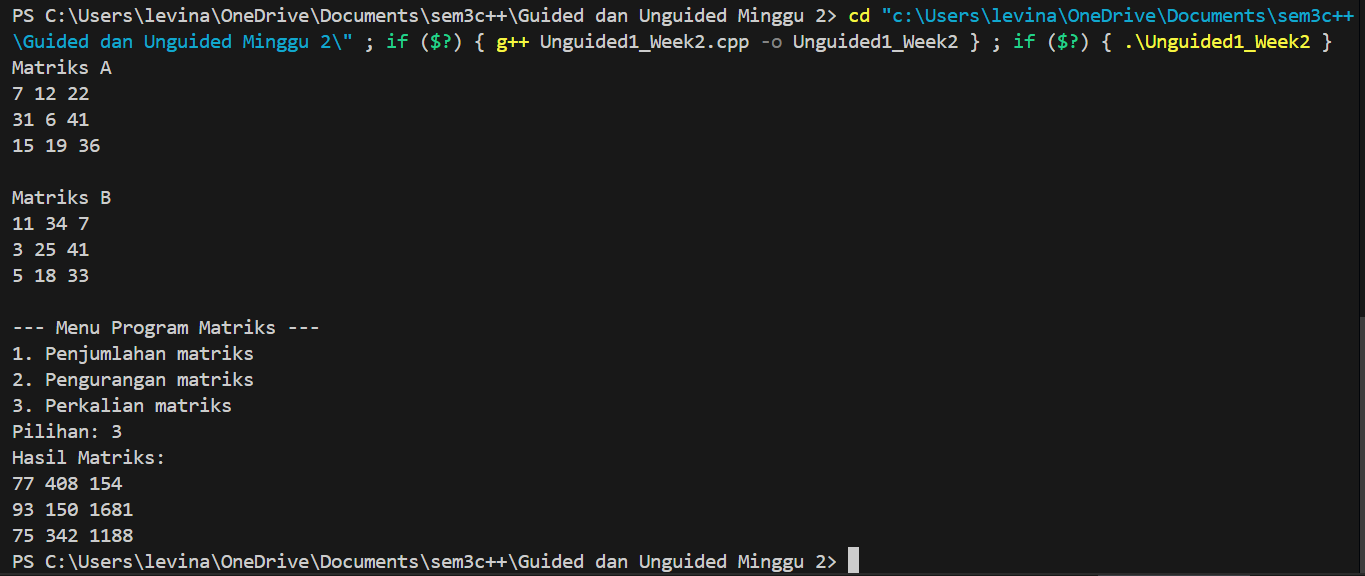 PS C:\Users\levina\OneDrive\Documents\sem3c++\Guided dan Unguided Minggu 2> cd "c:\Users\levina\OneDrive\Documents\sem3c++
\Guided dan Unguided Minggu 2\" ; if ($?) { g++ Unguided1_Week2.cpp -o Unguided1_Week2 } ; if ($?) { .\Unguided1_Week2 }
Matriks A
7 12 22
31 6 41
15 19 36
Matriks B
11 34 7
3 25 41
5 18 33
--- Menu Program Matriks ---
1. Penjumlahan matriks
2. Pengurangan matriks
3. Perkalian matriks
Pilihan: 3
Hasil Matriks:
77 408 154
93 150 1681
75 342 1188
PS C:\Users\levina\OneDrive\Documents\sem3c++\Guided dan Unguided Minggu 2>